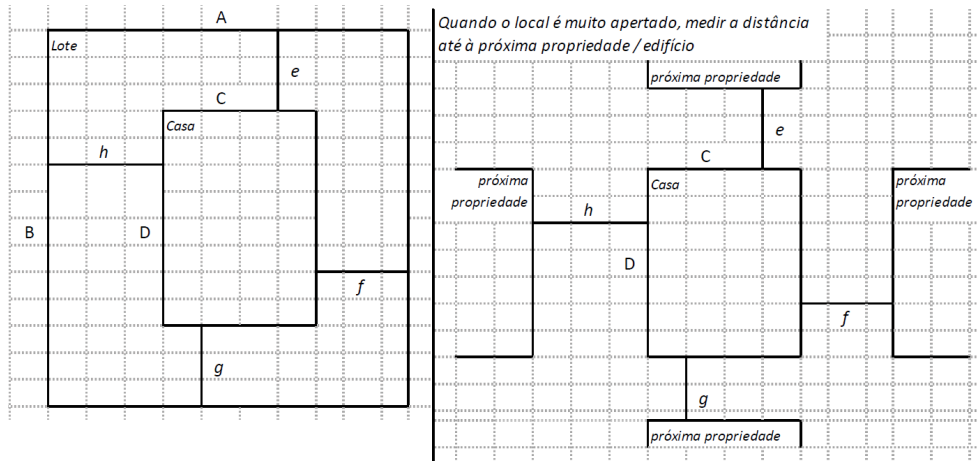 A
Lote
e
C
Casa
h
B
D
f
g
Quando o local é muito apertado, medir a distância
até à próxima propriedade / edifício
próxima propriedade
e
C
próxima
propriedade
Casa
próxima
propriedade
h
D
f
g
próxima propriedade